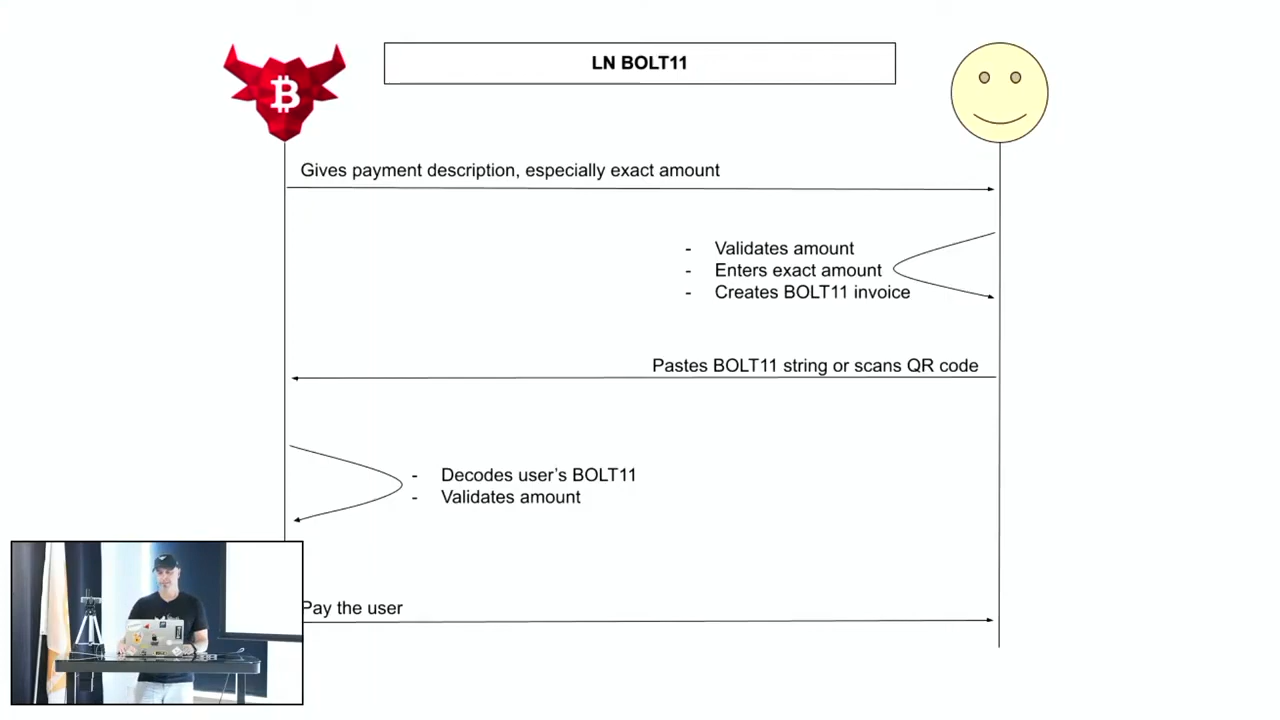 LN BOLT11
Gives payment description, especially exact amount
- Validates amount
- Enters exact amount
- Creates BOLT11 invoice
Pastes BOLT11 string or scans QR code
- Decodes user's BOLT11
- Validates amount
Pay the user